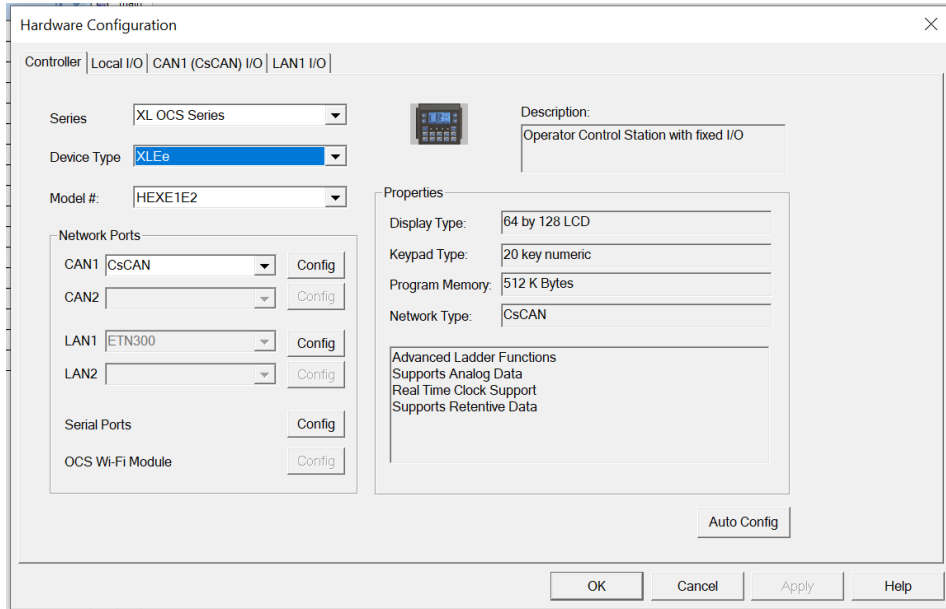 Hardware Configuration
Controller
Local I/O
CAN1 (CsCAN) I/O
LAN1 I/O
Series
XL OCS Series
Device Type
XLEe
Model #:
HEXE1E2
Description:
Operator Control Station with fixed I/O
Network Ports
CAN1
CsCAN
Config
CAN2
Config
LAN1
ETN300
Config
LAN2
Config
Serial Ports
Config
OCS Wi-Fi Module
Config
Properties
Display Type:
64 by 128 LCD
Keypad Type:
20 key numeric
Program Memory:
512 K Bytes
Network Type:
CsCAN
Advanced Ladder Functions
Supports Analog Data
Real Time Clock Support
Supports Retentive Data
Auto Config
OK
Cancel
Apply
Help